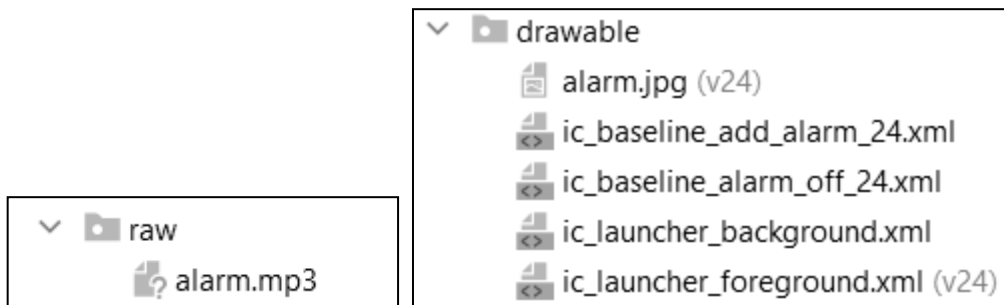 raw
alarm.mp3
drawable
alarm.jpg (v24)
ic_baseline_add_alarm_24.xml
ic_baseline_alarm_off_24.xml
ic_launcher_background.xml
ic_launcher_foreground.xml (v24)